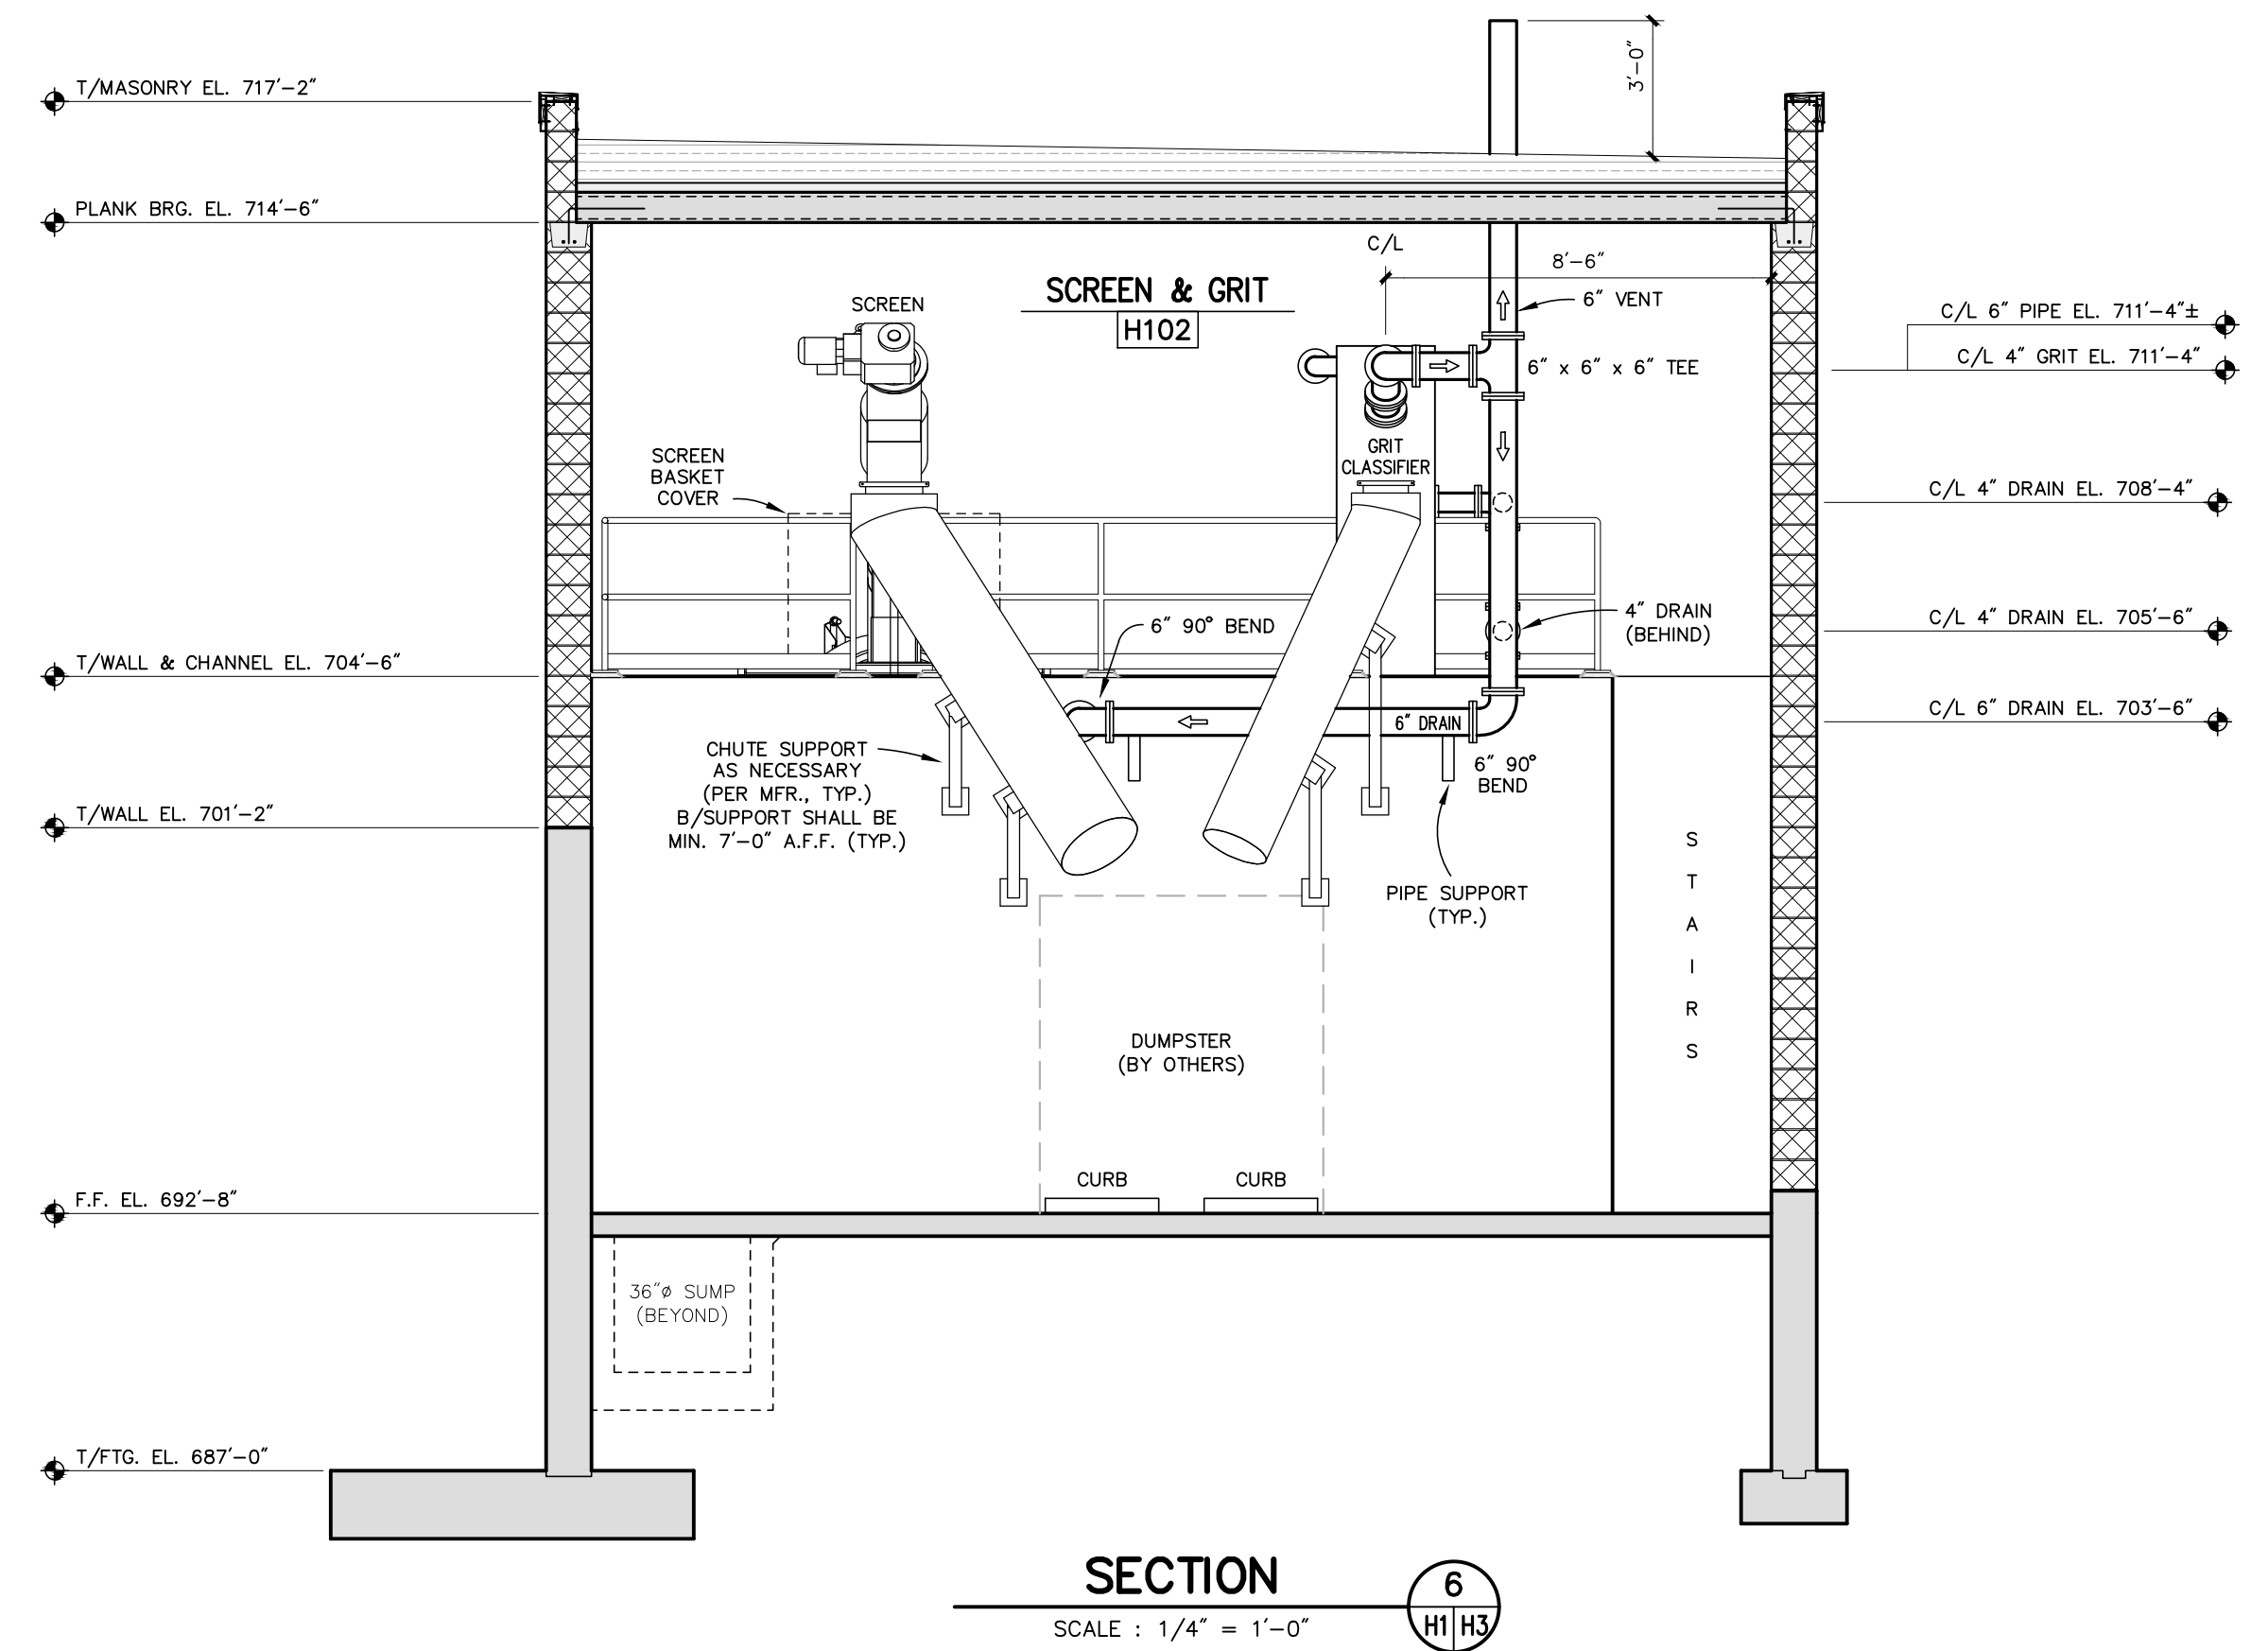 3'-0"
T/MASONRY EL. 717'-2"
PLANK BRG. EL. 714'-6"
C/L
8'-6"
SCREEN & GRIT
H102
SCREEN
6" VENT
C/L 6" PIPE EL. 711'-4"±
C/L 4" GRIT EL. 711'-4"
6" x 6" x 6" TEE
GRIT
CLASSIFIER
SCREEN
BASKET
COVER
C/L 4" DRAIN EL. 708'-4"
4" DRAIN
(BEHIND)
C/L 4" DRAIN EL. 705'-6"
6" 90° BEND
T/WALL & CHANNEL EL. 704'-6"
C/L 6" DRAIN EL. 703'-6"
6" DRAIN
6" 90°
BEND
CHUTE SUPPORT
AS NECESSARY
(PER MFR., TYP.)
B/SUPPORT SHALL BE
MIN. 7'-0" A.F.F. (TYP.)
T/WALL EL. 701'-2"
PIPE SUPPORT
(TYP.)
S
T
A
I
R
S
DUMPSTER
(BY OTHERS)
CURB
CURB
F.F. EL. 692'-8"
36"ø SUMP
(BEYOND)
T/FTG. EL. 687'-0"
SECTION
SCALE : 1/4" = 1'-0"
6
H1 H3